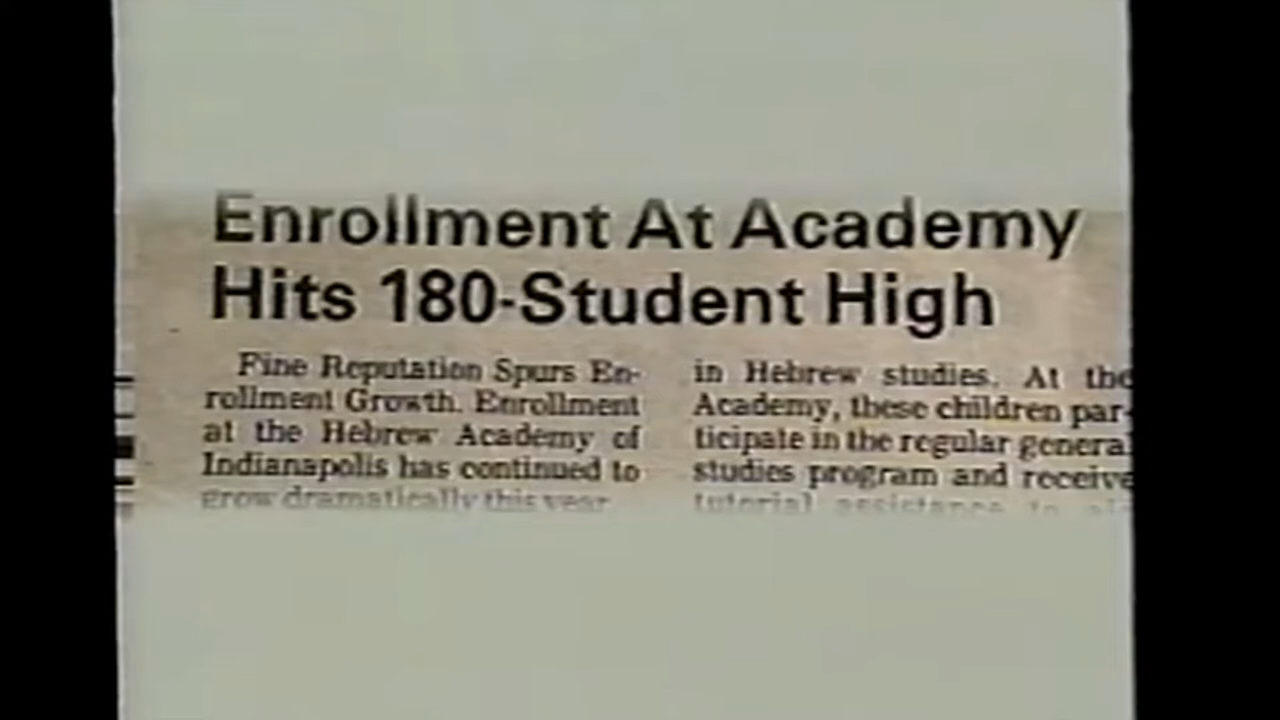 Enrollment At Academy
Hits 180-Student High
Fine Reputation Spurs En-
rollment Growth. Enrollment
at the Hebrew Academy of
Indianapolis has continued to
grow dramatically this year
in Hebrew studies. At the
Academy, these children par-
ticipate in the regular general
studies program and receive
tutorial assistance to